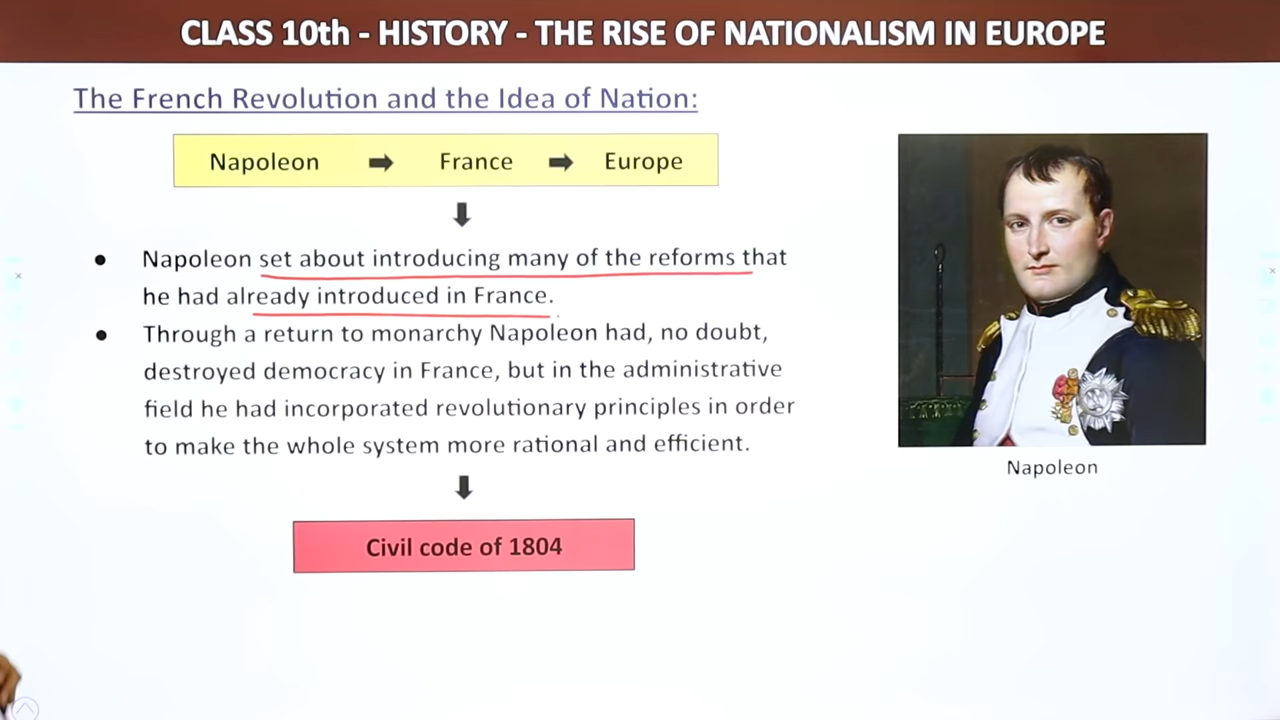 CLASS 10th - HISTORY - THE RISE OF NATIONALISM IN EUROPE
The French Revolution and the Idea of Nation:
Napoleon ➡ France ➡ Europe
● Napoleon set about introducing many of the reforms that
he had already introduced in France.
● Through a return to monarchy Napoleon had, no doubt,
destroyed democracy in France, but in the administrative
field he had incorporated revolutionary principles in order
to make the whole system more rational and efficient.
Civil code of 1804
Napoleon